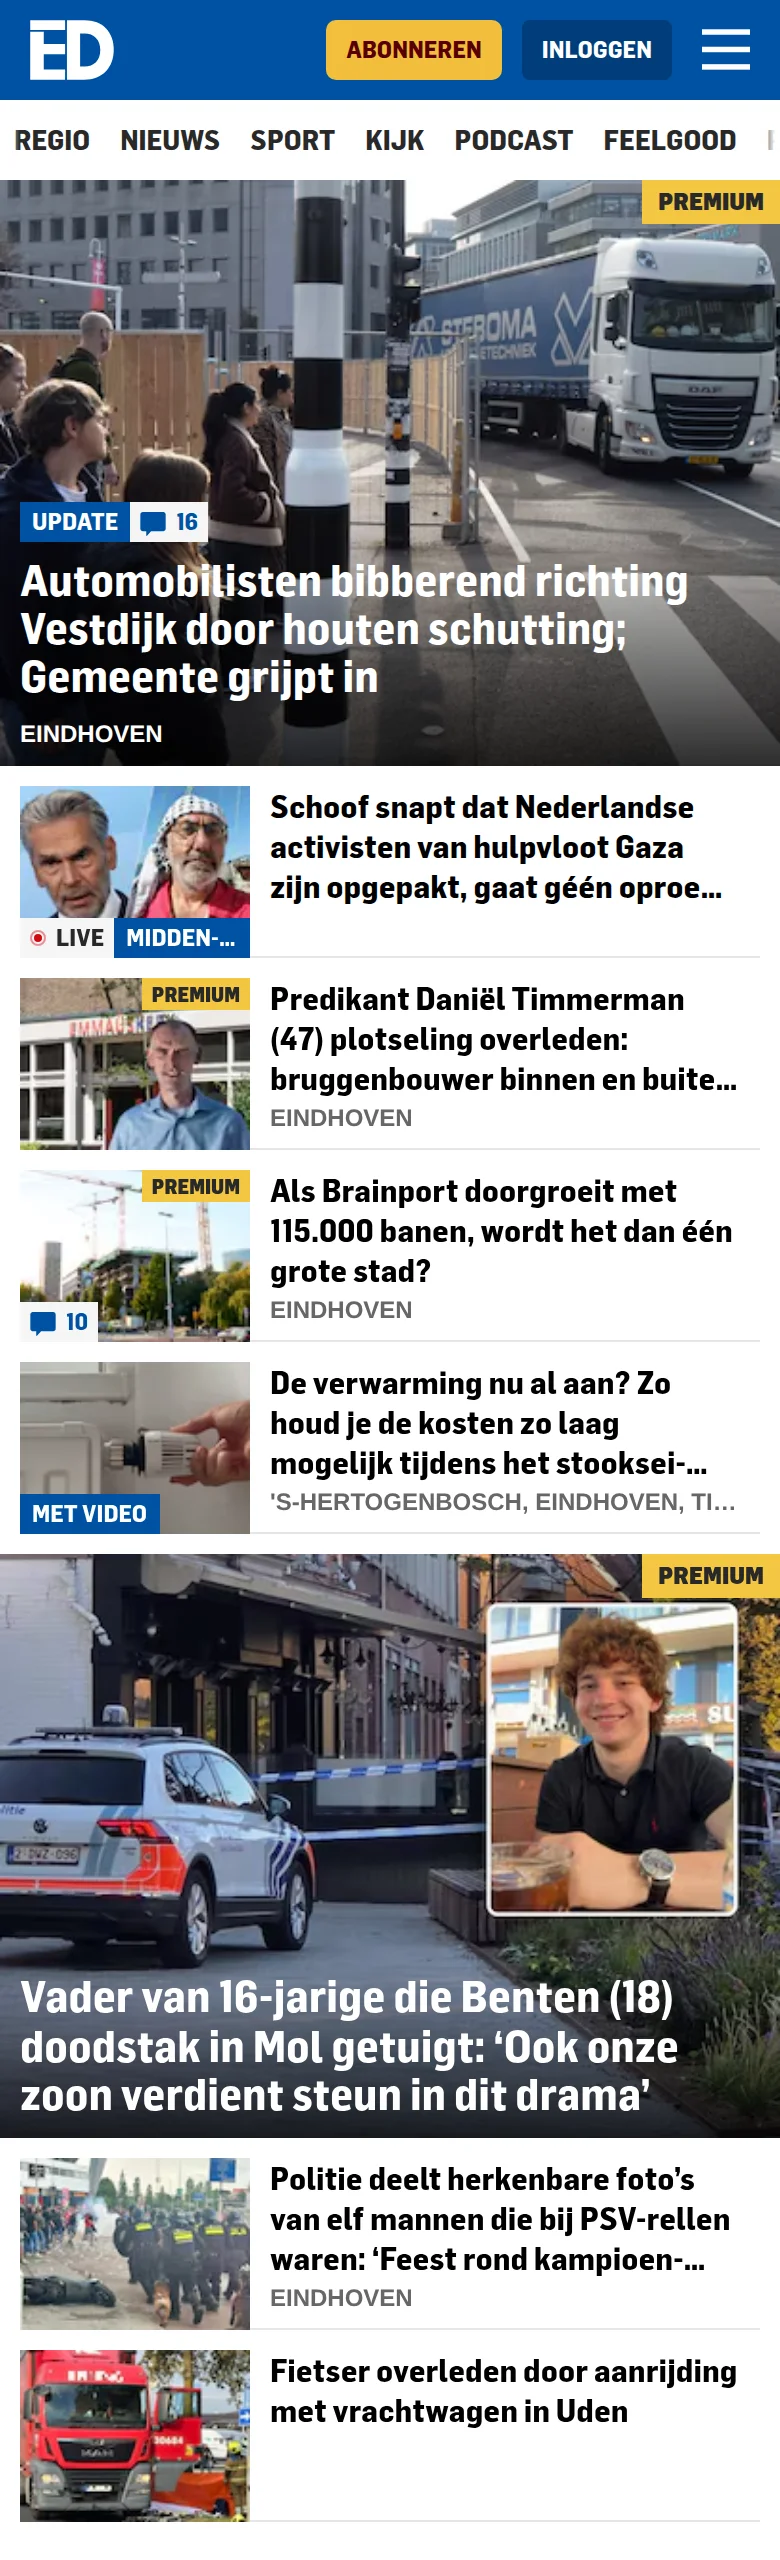 ED
ABONNEREN
INLOGGEN
REGIO NIEUWS SPORT KIJK PODCAST FEELGOOD
PREMIUM
STEROMA
DAF
UPDATE 16
Automobilisten bibberend richting
Vestdijk door houten schutting;
Gemeente grijpt in
EINDHOVEN
Schoof snapt dat Nederlandse
activisten van hulpvloot Gaza
zijn opgepakt, gaat géén oproe...
LIVE MIDDEN-...
PREMIUM
Predikant Daniël Timmerman
(47) plotseling overleden:
bruggenbouwer binnen en buite...
EINDHOVEN
PREMIUM
10
Als Brainport doorgroeit met
115.000 banen, wordt het dan één
grote stad?
EINDHOVEN
MET VIDEO
De verwarming nu al aan? Zo
houd je de kosten zo laag
mogelijk tijdens het stooksei-...
'S-HERTOGENBOSCH, EINDHOVEN, TI...
PREMIUM
Vader van 16-jarige die Benten (18)
doodstak in Mol getuigt: ‘Ook onze
zoon verdient steun in dit drama’
Politie deelt herkenbare foto’s
van elf mannen die bij PSV-rellen
waren: ‘Feest rond kampioen-...
EINDHOVEN
MAN
Fietser overleden door aanrijding
met vrachtwagen in Uden